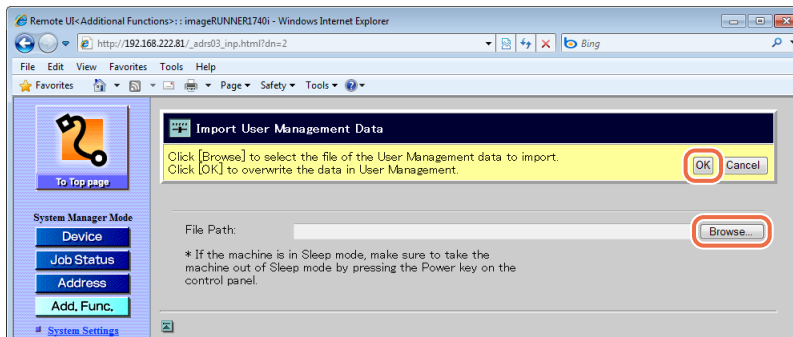 Remote UI<Additional Functions>: : imageRUNNER1740i - Windows Internet Explorer
http://192.168.222.81/_adrs03_inp.html?dn=2
Bing
File Edit View Favorites Tools Help
Favorites Page Safety Tools
Import User Management Data
Click [Browse] to select the file of the User Management data to import.
Click [OK] to overwrite the data in User Management.
OK Cancel
To Top page
System Manager Mode
Device
Job Status
Address
Add. Func.
System Settings
File Path:
Browse...
* If the machine is in Sleep mode, make sure to take the
machine out of Sleep mode by pressing the Power key on the
control panel.